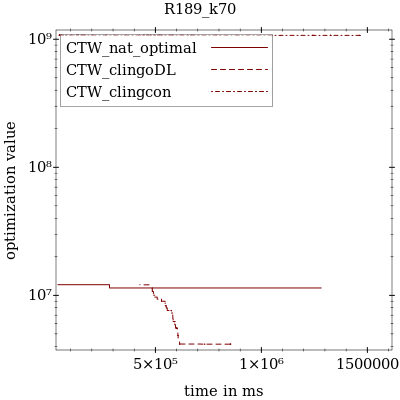 R189_k70
10⁹
CTW_nat_optimal
CTW_clingoDL
CTW_clingcon
10⁸
optimization value
10⁷
5×10⁵ 1×10⁶ 1500000
time in ms